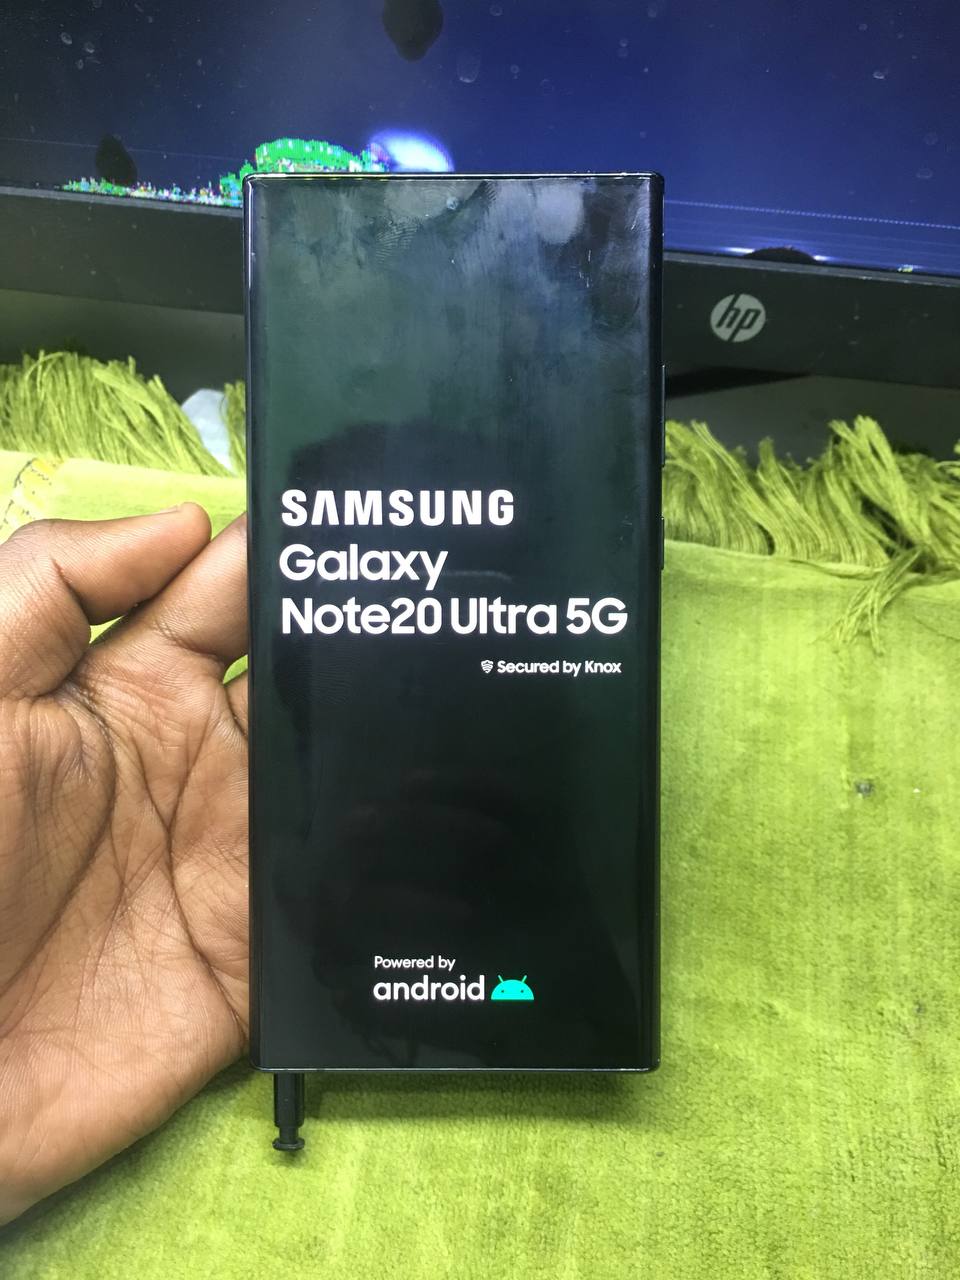 hp
SAMSUNG
Galaxy
Note20 Ultra 5G
Secured by Knox
Powered by
android